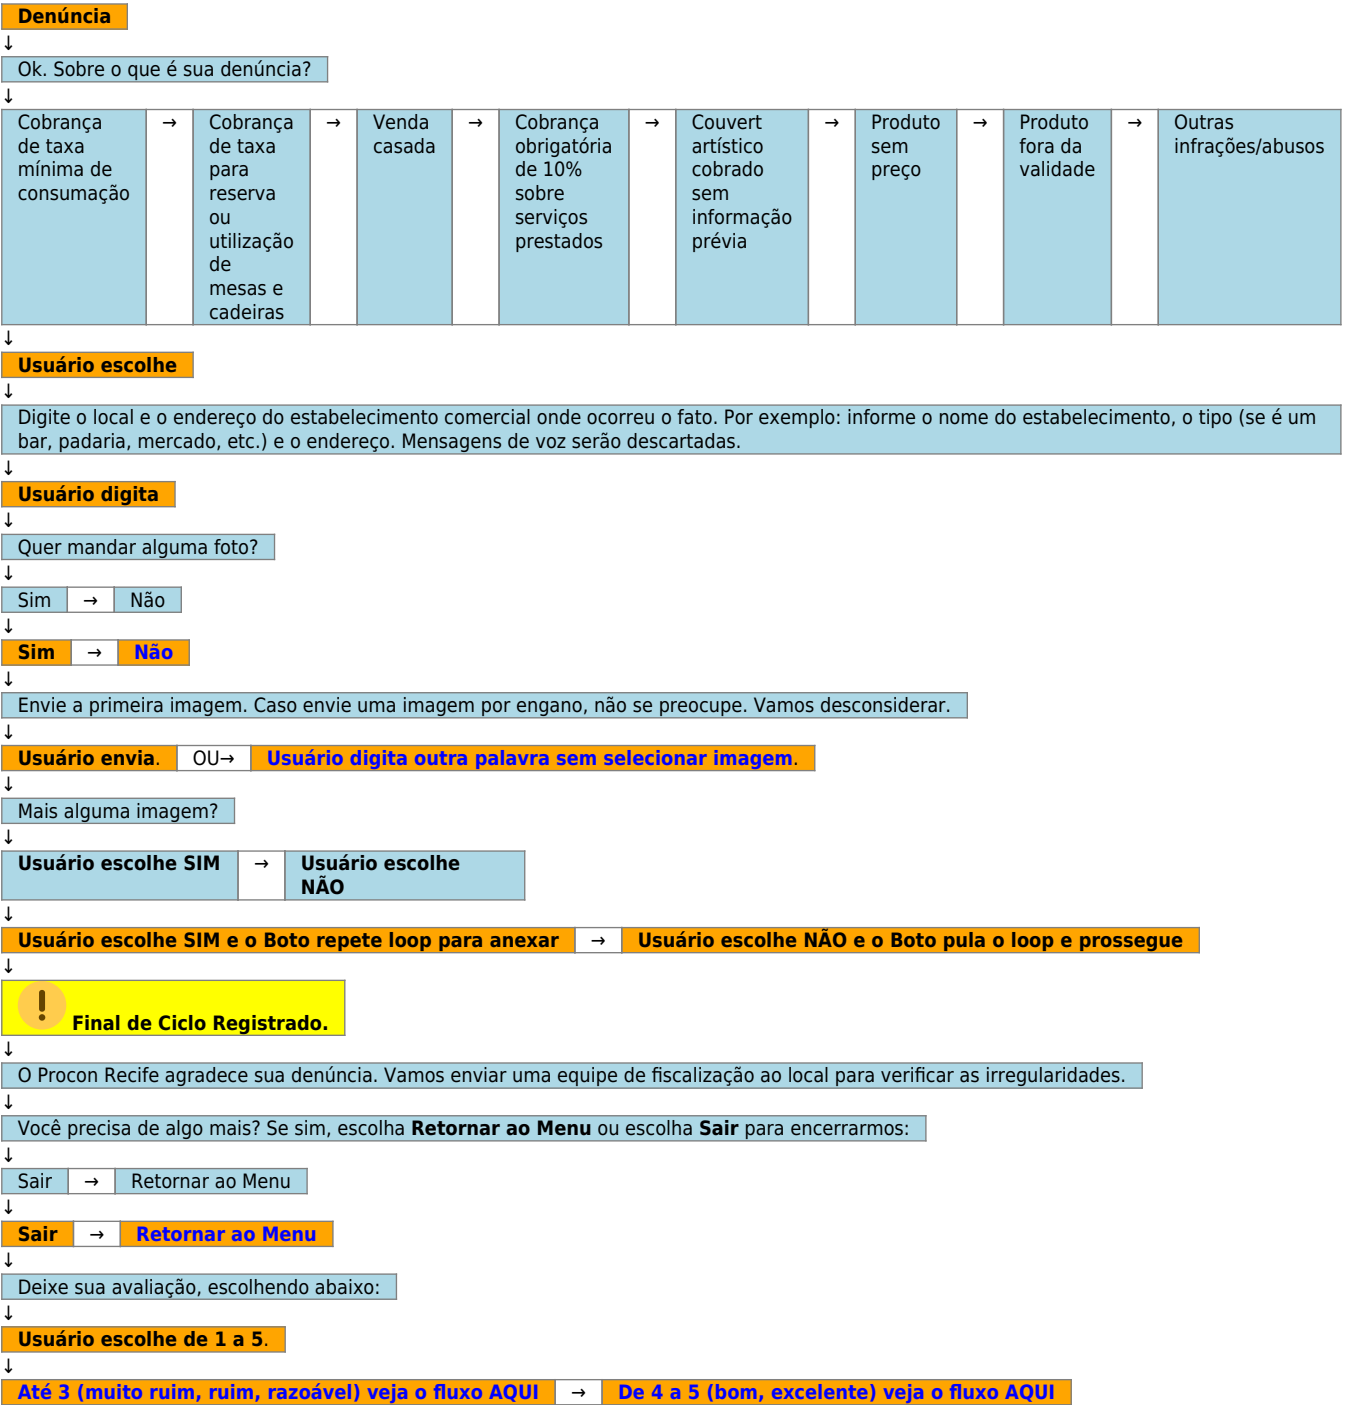 Denúncia
↓
Ok. Sobre o que é sua denúncia?
↓
Cobrança
de taxa
mínima de
consumação
→
Cobrança
de taxa
para
reserva
ou
utilização
de
mesas e
cadeiras
→
Venda
casada
→
Cobrança
obrigatória
de 10%
sobre
serviços
prestados
→
Couvert
artístico
cobrado
sem
informação
prévia
→
Produto
sem
preço
→
Produto
fora da
validade
→
Outras
infrações/abusos
↓
Usuário escolhe
↓
Digite o local e o endereço do estabelecimento comercial onde ocorreu o fato. Por exemplo: informe o nome do estabelecimento, o tipo (se é um
bar, padaria, mercado, etc.) e o endereço. Mensagens de voz serão descartadas.
↓
Usuário digita
↓
Quer mandar alguma foto?
↓
Sim → Não
↓
Sim → Não
↓
Envie a primeira imagem. Caso envie uma imagem por engano, não se preocupe. Vamos desconsiderar.
↓
Usuário envia. OU→ Usuário digita outra palavra sem selecionar imagem.
↓
Mais alguma imagem?
↓
Usuário escolhe SIM
→
Usuário escolhe
NÃO
↓
Usuário escolhe SIM e o Boto repete loop para anexar → Usuário escolhe NÃO e o Boto pula o loop e prossegue
↓
! Final de Ciclo Registrado.
↓
O Procon Recife agradece sua denúncia. Vamos enviar uma equipe de fiscalização ao local para verificar as irregularidades.
↓
Você precisa de algo mais? Se sim, escolha Retornar ao Menu ou escolha Sair para encerrarmos:
↓
Sair → Retornar ao Menu
↓
Sair → Retornar ao Menu
↓
Deixe sua avaliação, escolhendo abaixo:
↓
Usuário escolhe de 1 a 5.
↓
Até 3 (muito ruim, ruim, razoável) veja o fluxo AQUI → De 4 a 5 (bom, excelente) veja o fluxo AQUI